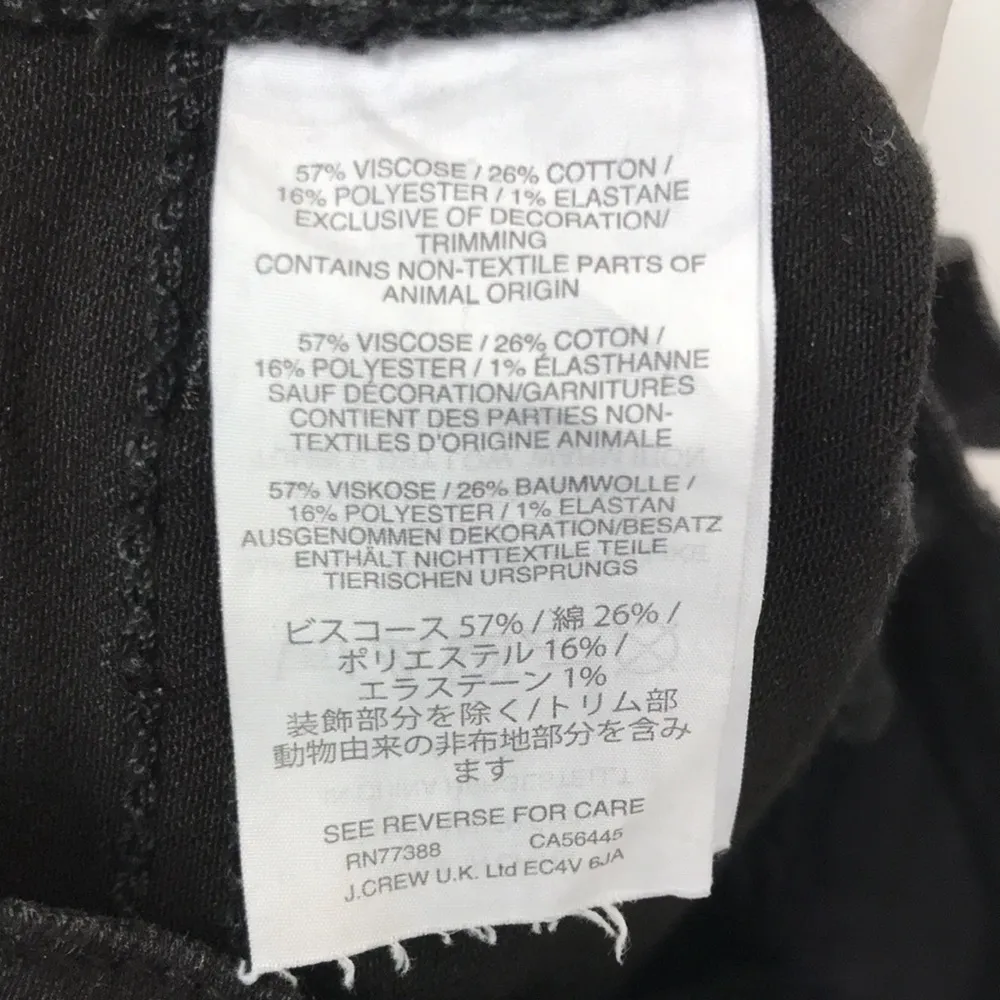 57% VISCOSE / 26% COTTON /
16% POLYESTER / 1% ELASTANE
EXCLUSIVE OF DECORATION/
TRIMMING
CONTAINS NON-TEXTILE PARTS OF
ANIMAL ORIGIN
57% VISCOSE / 26% COTON /
16% POLYESTER / 1% ÉLASTHANNE
SAUF DÉCORATION/GARNITURES
CONTIENT DES PARTIES NON-
TEXTILES D'ORIGINE ANIMALE
57% VISKOSE / 26% BAUMWOLLE /
16% POLYESTER / 1% ELASTAN
AUSGENOMMEN DEKORATION/BESATZ
ENTHÄLT NICHTTEXTILE TEILE
TIERISCHEN URSPRUNGS
ビスコース 57% / 綿 26% /
ポリエステル 16% /
エラステーン 1%
装飾部分を除く/トリム部
動物由来の非布地部分を含み
ます
SEE REVERSE FOR CARE
RN77388 CA56445
J.CREW U.K. Ltd EC4V 6JA